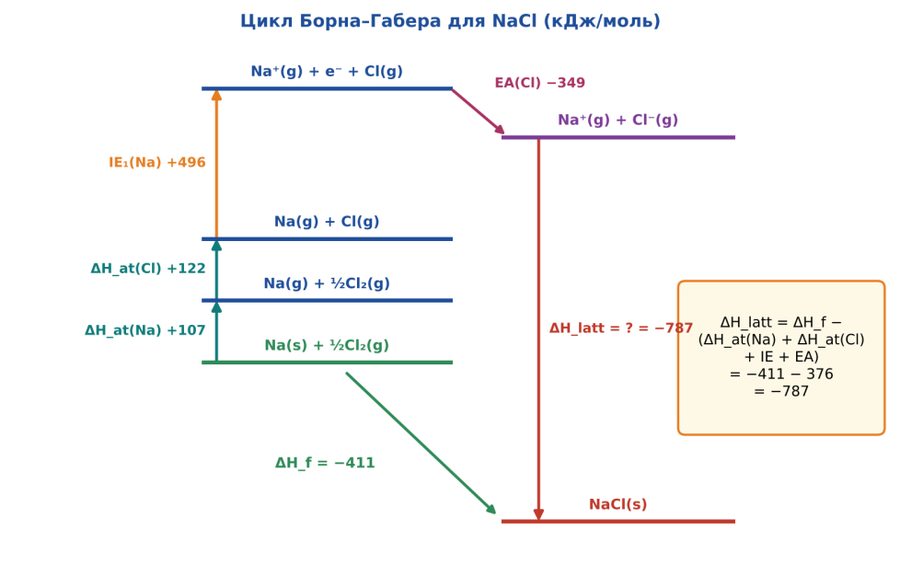 Цикл Борна–Габера для NaCl (кДж/моль)
Na⁺(g) + e⁻ + Cl(g)
EA(Cl) −349
Na⁺(g) + Cl⁻(g)
IE₁(Na) +496
Na(g) + Cl(g)
ΔH_at(Cl) +122
Na(g) + ½Cl₂(g)
ΔH_at(Na) +107
Na(s) + ½Cl₂(g)
ΔH_latt = ? = −787
ΔH_latt = ΔH_f −
(ΔH_at(Na) + ΔH_at(Cl)
+ IE + EA)
= −411 − 376
= −787
ΔH_f = −411
NaCl(s)